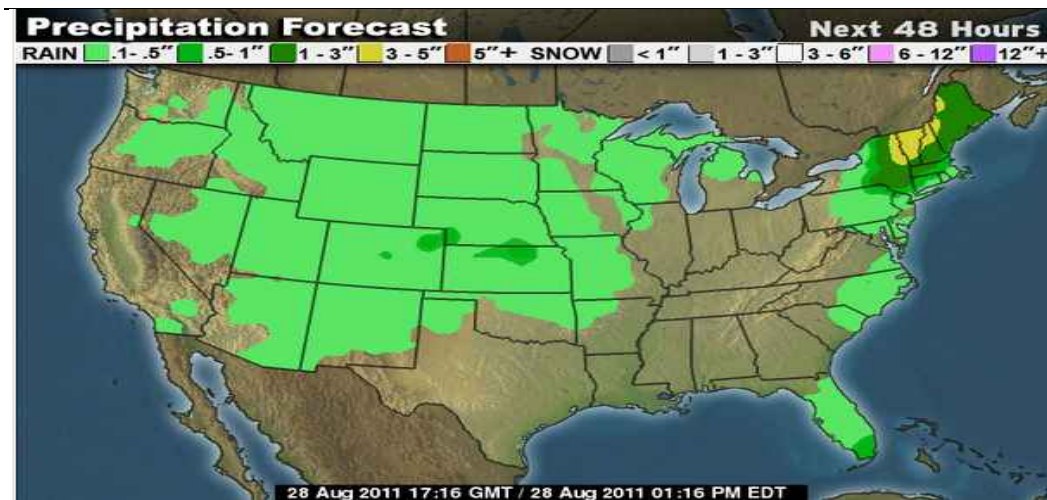 Precipitation Forecast Next 48 Hours
RAIN .1-.5" .5-1" 1-3" 3-5" 5"+ SNOW <1" 1-3" 3-6" 6-12" 12"+
28 Aug 2011 17:16 GMT / 28 Aug 2011 01:16 PM EDT